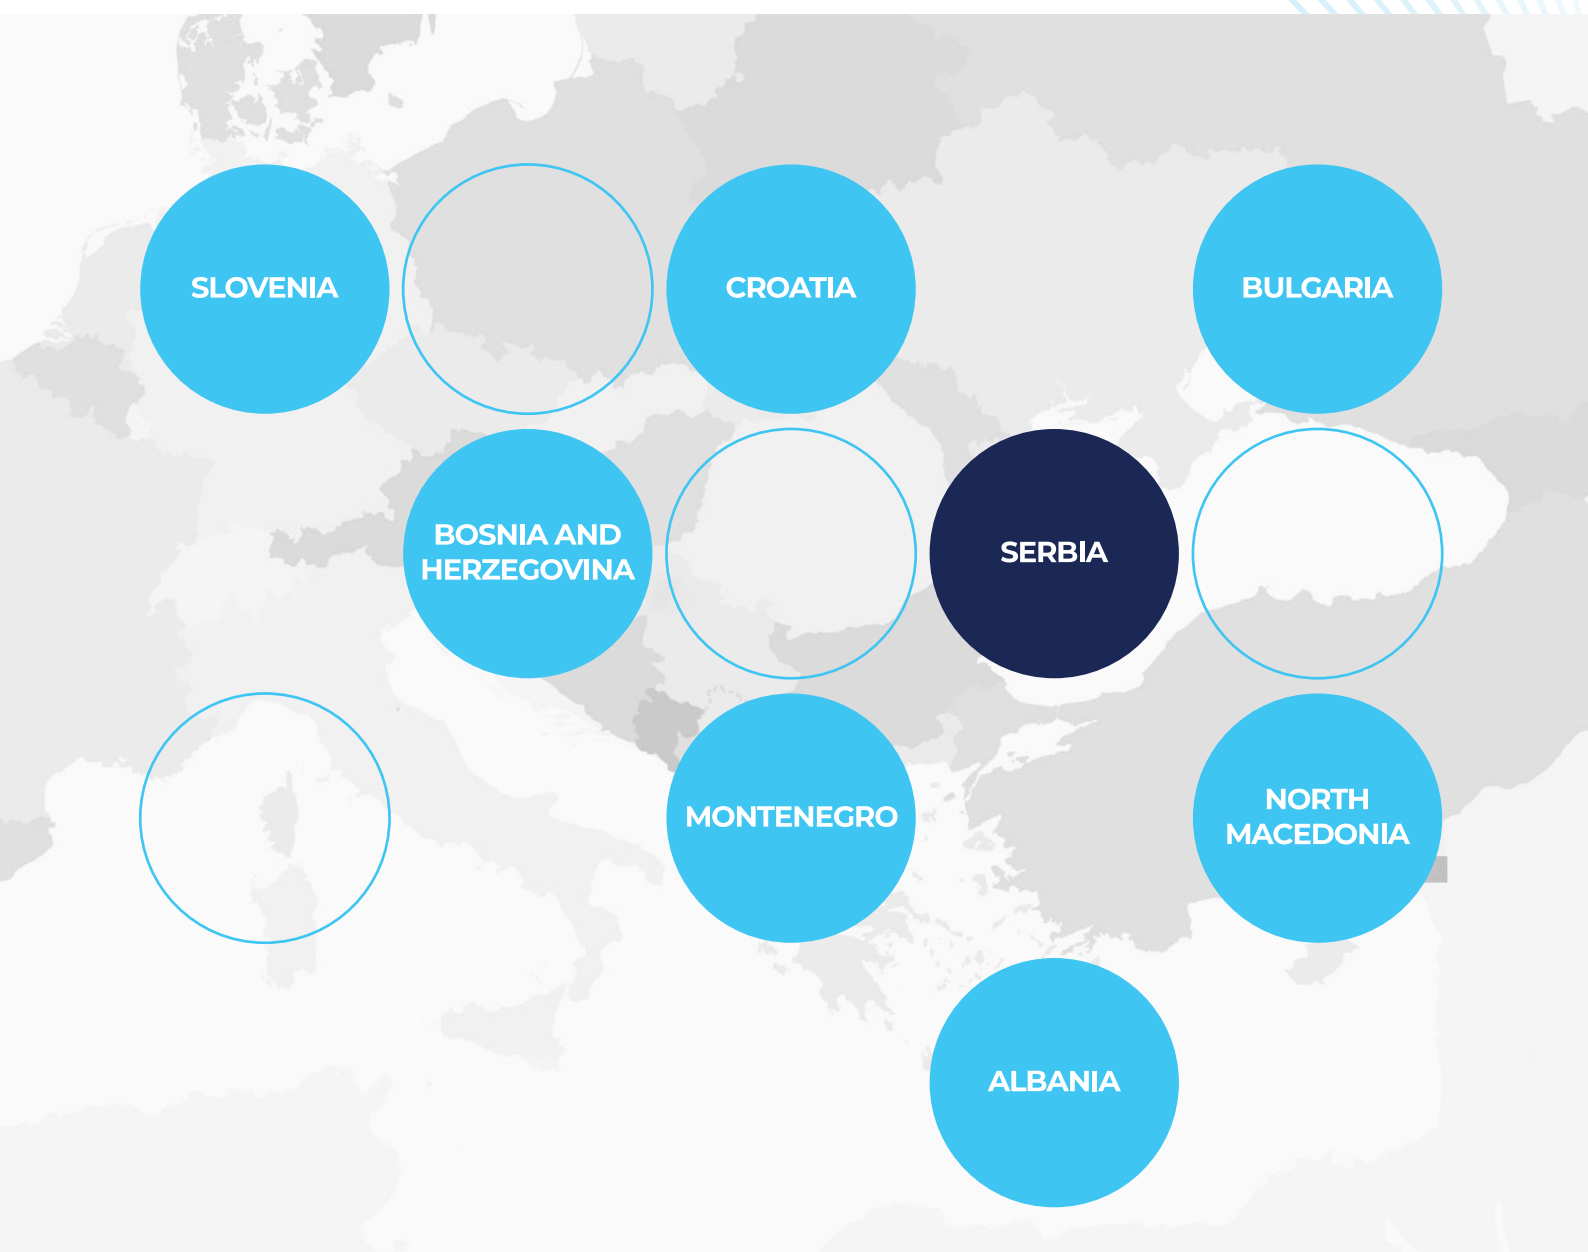 SLOVENIA
CROATIA
BULGARIA
BOSNIA AND
HERZEGOVINA
SERBIA
MONTENEGRO
NORTH
MACEDONIA
ALBANIA